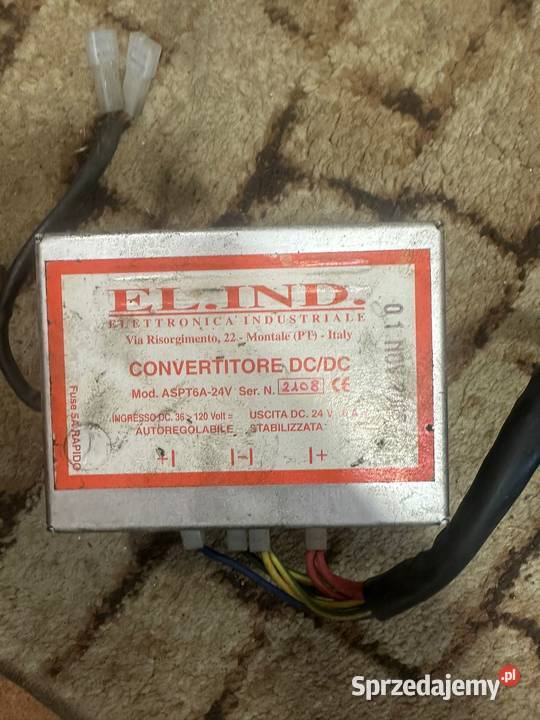 EL.IND.
ELETTRONICA INDUSTRIALE
Via Risorgimento, 22 - Montale (PT) - Italy
CONVERTITORE DC/DC
Mod. ASPT6A-24V Ser. N. 2108 CE
INGRESSO DC. 36 > 120 Volt = USCITA DC. 24 V A
AUTOREGOLABILE STABILIZZATA
+| |-| |+
Fuse 5A RAPIDO
01 NOV
Sprzedajemy.pl